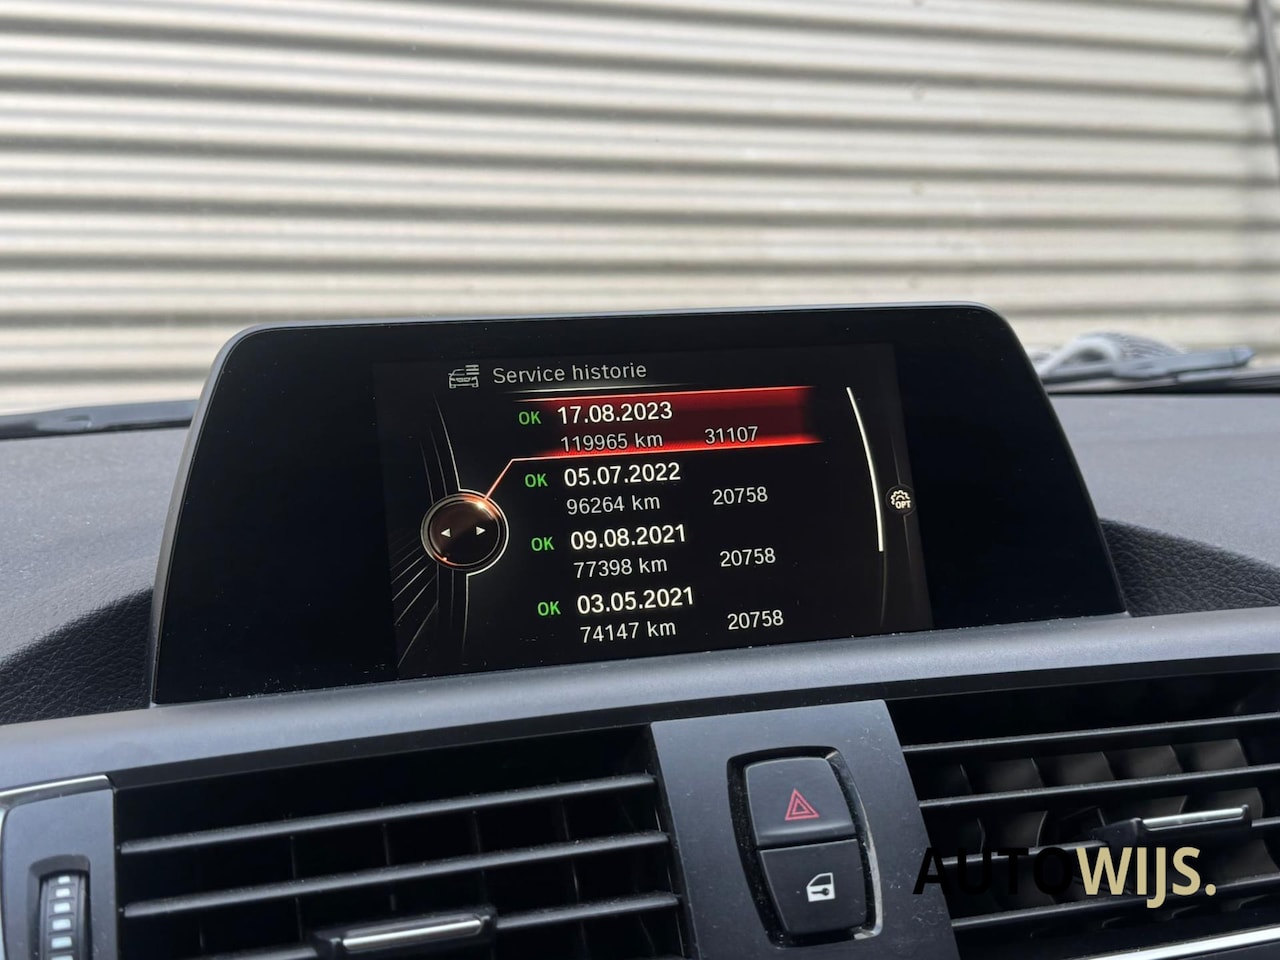 Service historie
OK 17.08.2023
119965 km 31107
OK 05.07.2022
96264 km 20758
OK 09.08.2021
77398 km 20758
OK 03.05.2021
74147 km 20758
OPT
AUTOWIJS.